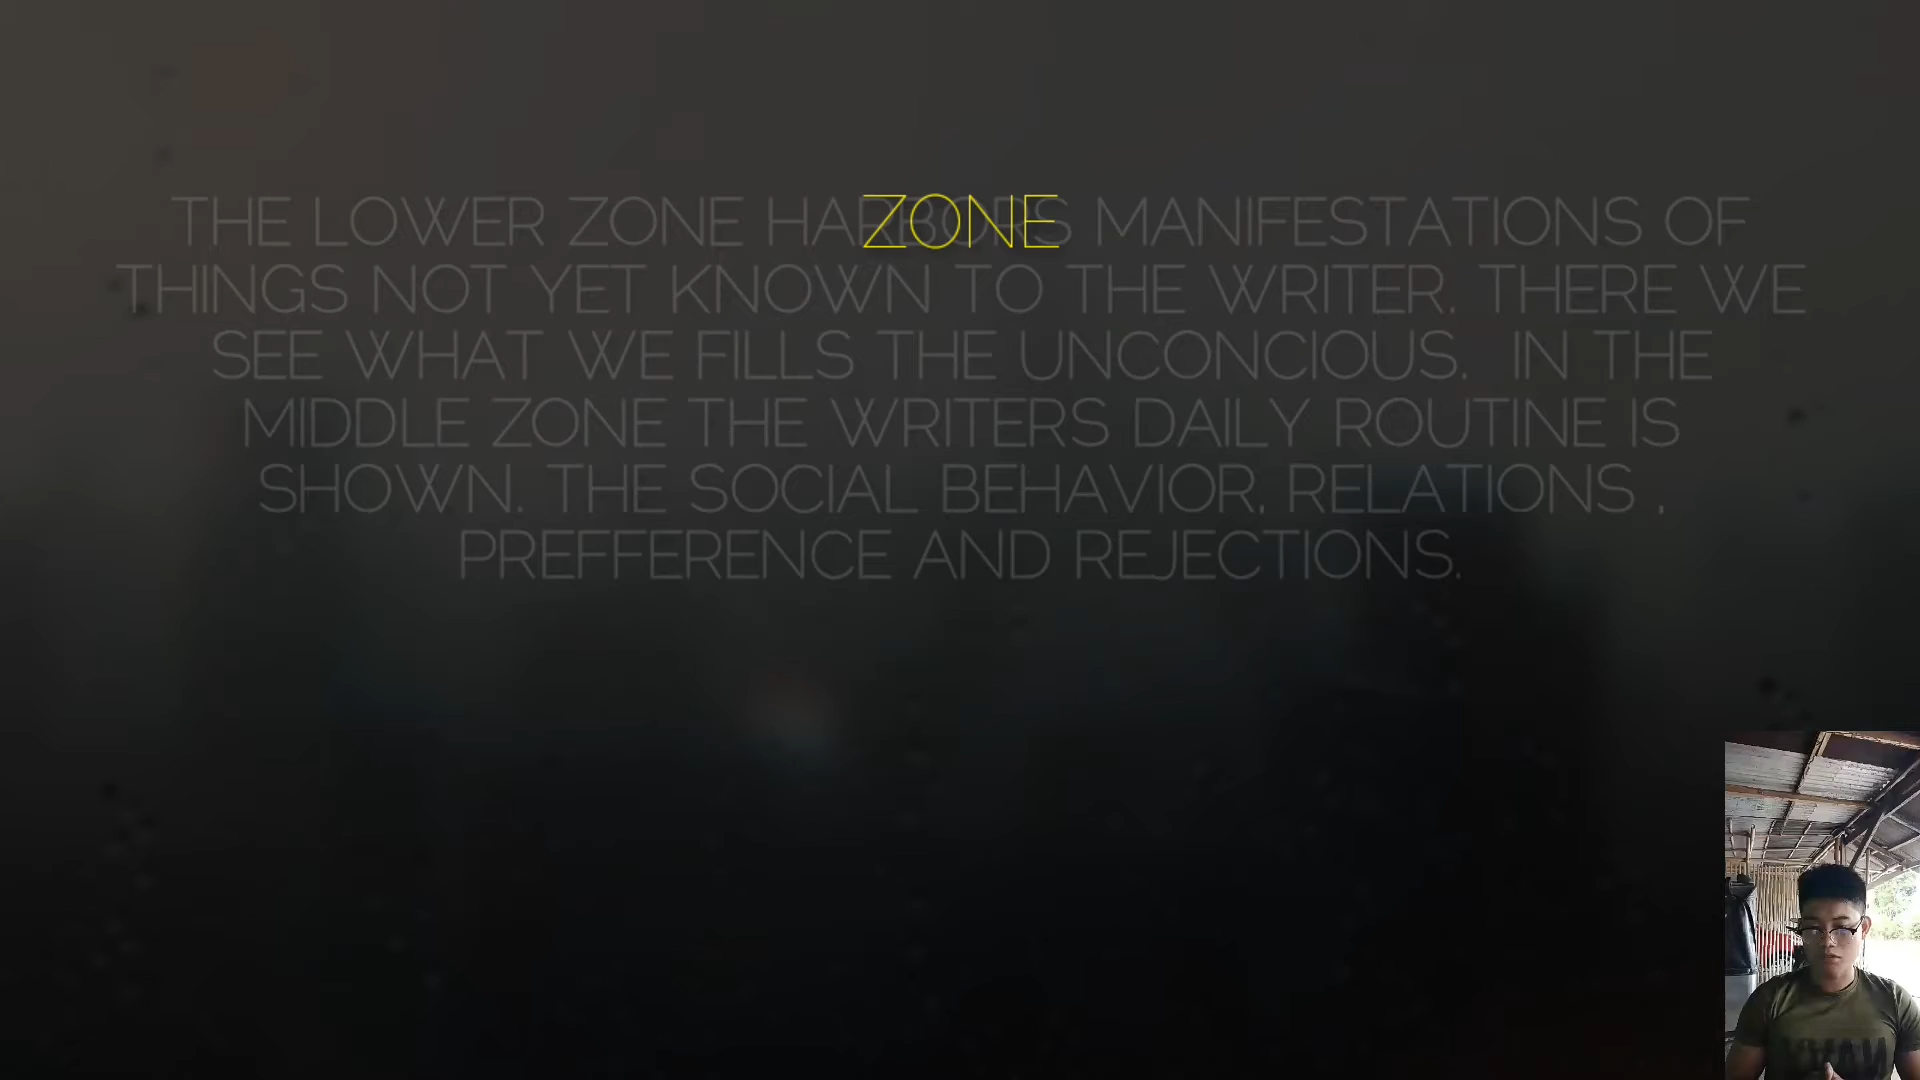 ZONE
THE LOWER ZONE HARBORS MANIFESTATIONS OF
THINGS NOT YET KNOWN TO THE WRITER. THERE WE
SEE WHAT WE FILLS THE UNCONCIOUS. IN THE
MIDDLE ZONE THE WRITERS DAILY ROUTINE IS
SHOWN. THE SOCIAL BEHAVIOR, RELATIONS ,
PREFFERENCE AND REJECTIONS.